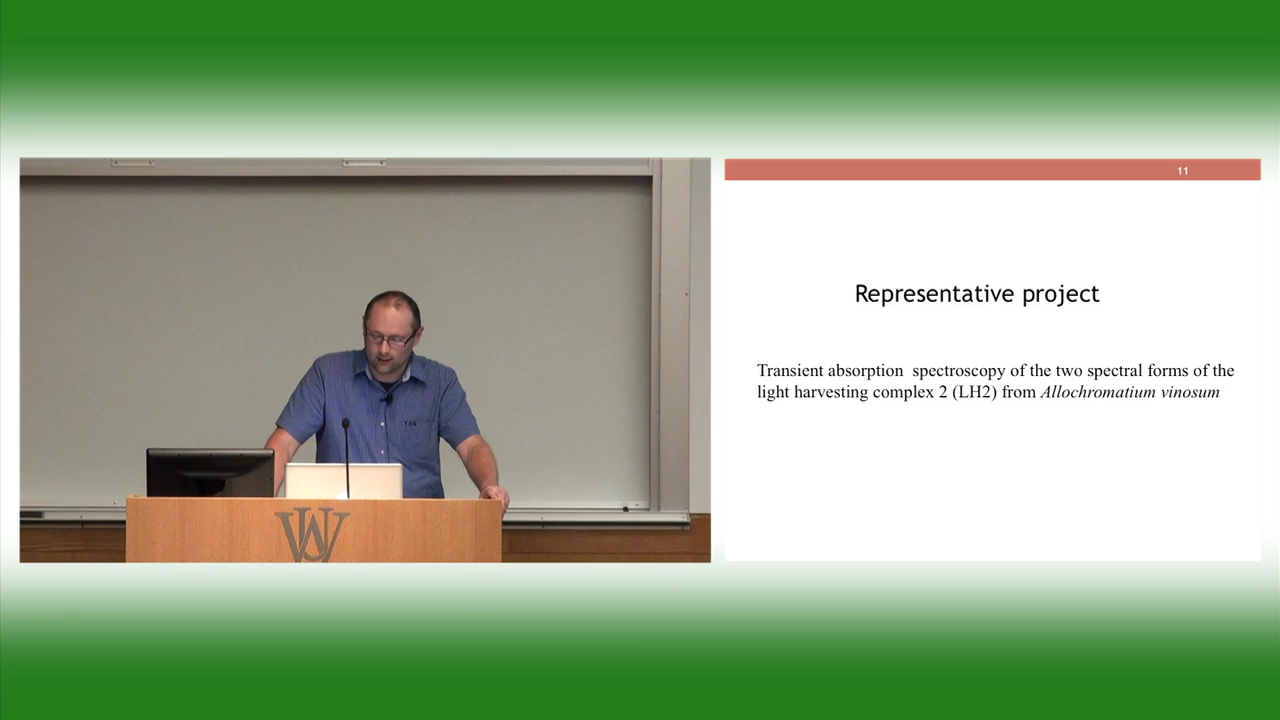 11
Representative project
Transient absorption spectroscopy of the two spectral forms of the
light harvesting complex 2 (LH2) from Allochromatium vinosum
WU